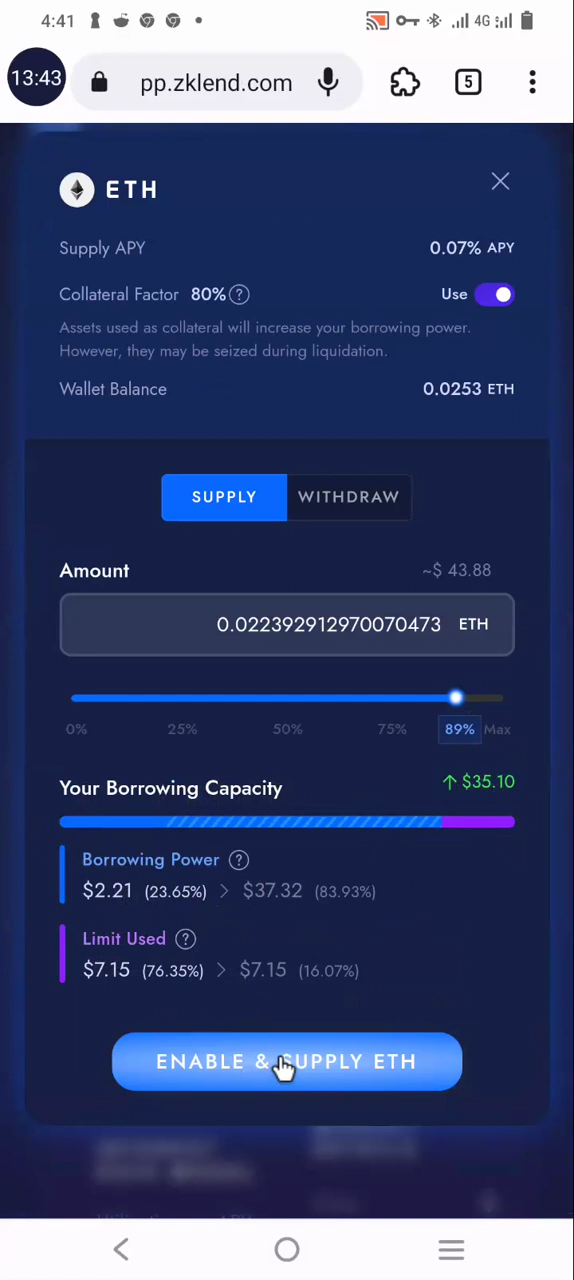 4:41
4G
13:43
pp.zklend.com
5
ETH
Supply APY 0.07% APY
Collateral Factor 80% ? Use
Assets used as collateral will increase your borrowing power.
However, they may be seized during liquidation.
Wallet Balance 0.0253 ETH
SUPPLY WITHDRAW
Amount ~$ 43.88
0.022392912970070473 ETH
0% 25% 50% 75% 89% Max
Your Borrowing Capacity ↑ $35.10
Borrowing Power ?
$2.21 (23.65%) > $37.32 (83.93%)
Limit Used ?
$7.15 (76.35%) > $7.15 (16.07%)
ENABLE & SUPPLY ETH